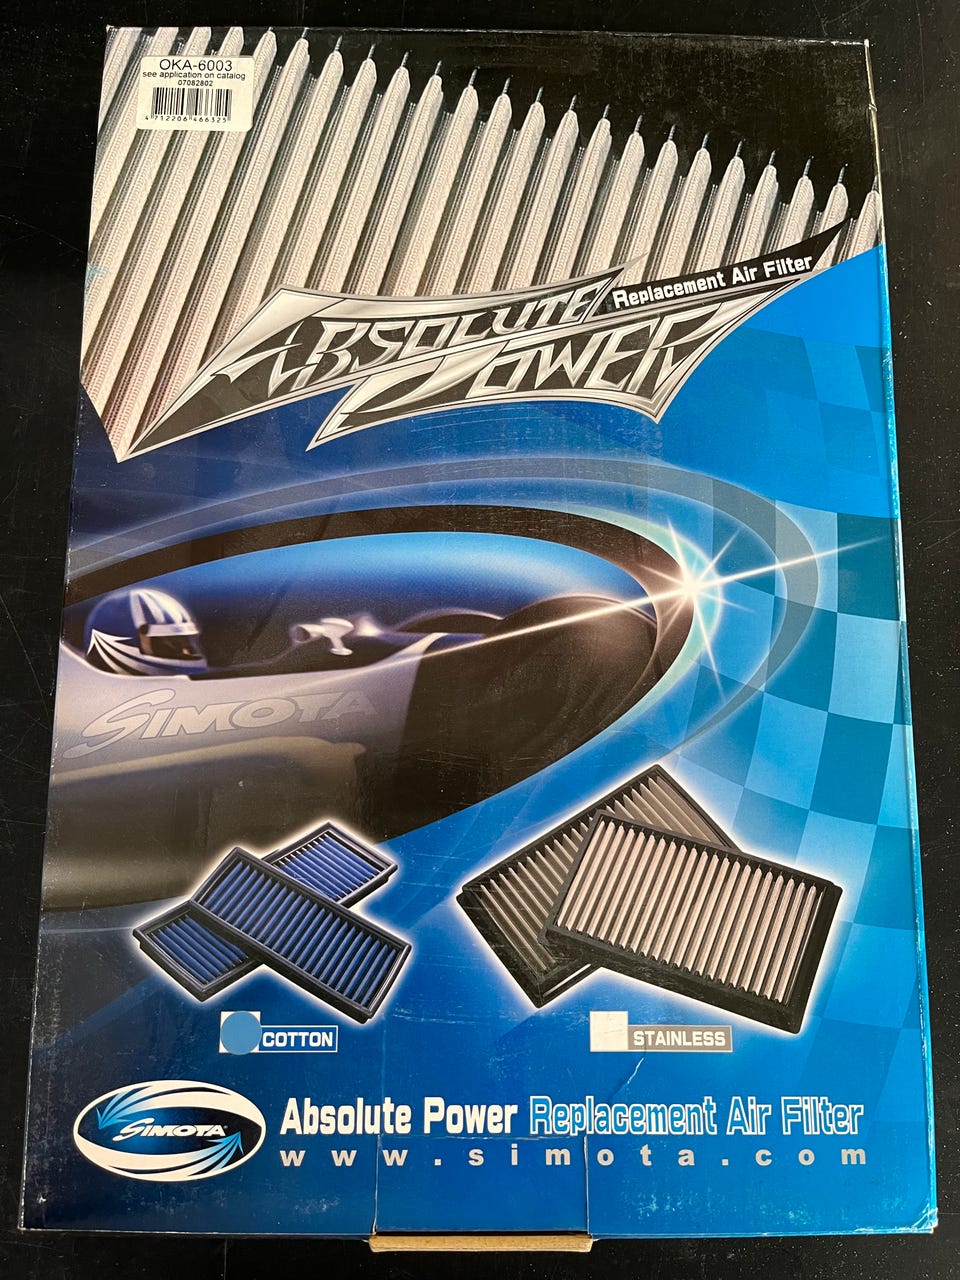 OKA-6003
see application on catalog
07082802
4 712206 466325
Replacement Air Filter
ABSOLUTE
POWER
SIMOTA
COTTON
STAINLESS
SIMOTA
Absolute Power Replacement Air Filter
www.simota.com